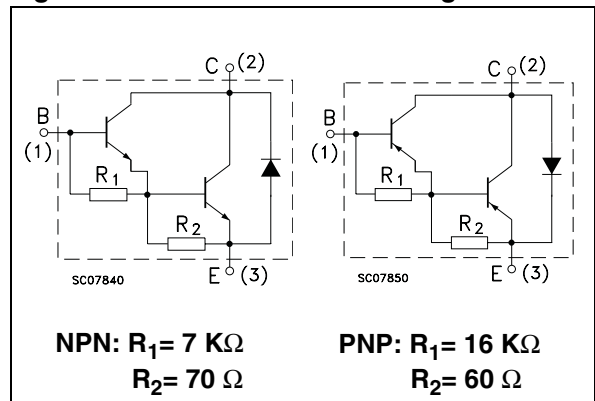 C (2)
B
(1)
R1
R2
E (3)
SC07840
C (2)
B
(1)
R1
R2
E (3)
SC07850
NPN: R1= 7 KΩ
R2= 70 Ω
PNP: R1= 16 KΩ
R2= 60 Ω